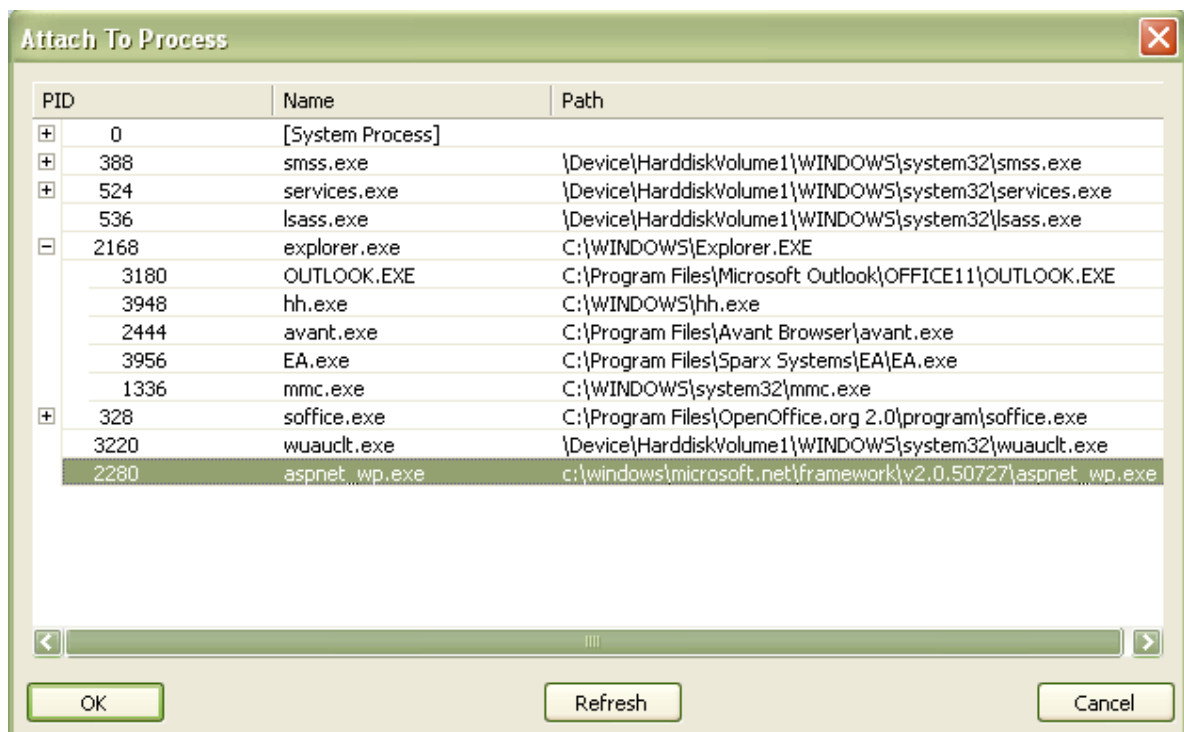 Attach To Process
PID Name Path
0 [System Process]
388 smss.exe \Device\HarddiskVolume1\WINDOWS\system32\smss.exe
524 services.exe \Device\HarddiskVolume1\WINDOWS\system32\services.exe
536 lsass.exe \Device\HarddiskVolume1\WINDOWS\system32\lsass.exe
2168 explorer.exe C:\WINDOWS\Explorer.EXE
3180 OUTLOOK.EXE C:\Program Files\Microsoft Outlook\OFFICE11\OUTLOOK.EXE
3948 hh.exe C:\WINDOWS\hh.exe
2444 avant.exe C:\Program Files\Avant Browser\avant.exe
3956 EA.exe C:\Program Files\Sparx Systems\EA\EA.exe
1336 mmc.exe C:\WINDOWS\system32\mmc.exe
328 soffice.exe C:\Program Files\OpenOffice.org 2.0\program\soffice.exe
3220 wuauclt.exe \Device\HarddiskVolume1\WINDOWS\system32\wuauclt.exe
2280 aspnet_wp.exe c:\windows\microsoft.net\framework\v2.0.50727\aspnet_wp.exe
OK Refresh Cancel